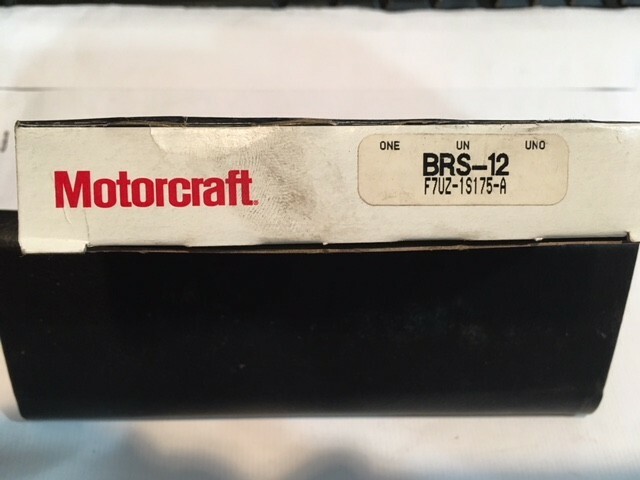 Motorcraft®
ONE UN UNO
BRS-12
F7UZ-1S175-A